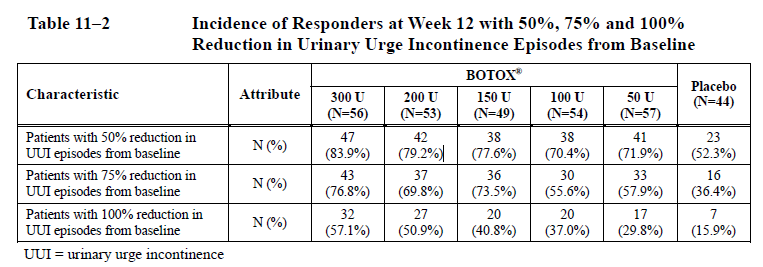 Table 11–2 Incidence of Responders at Week 12 with 50%, 75% and 100%
Reduction in Urinary Urge Incontinence Episodes from Baseline
Characteristic Attribute BOTOX® Placebo
(N=44)
300 U 200 U 150 U 100 U 50 U
(N=56) (N=53) (N=49) (N=54) (N=57)
Patients with 50% reduction in N (%) 47 42 38 38 41 23
UUI episodes from baseline (83.9%) (79.2%) (77.6%) (70.4%) (71.9%) (52.3%)
Patients with 75% reduction in N (%) 43 37 36 30 33 16
UUI episodes from baseline (76.8%) (69.8%) (73.5%) (55.6%) (57.9%) (36.4%)
Patients with 100% reduction in N (%) 32 27 20 20 17 7
UUI episodes from baseline (57.1%) (50.9%) (40.8%) (37.0%) (29.8%) (15.9%)
UUI = urinary urge incontinence